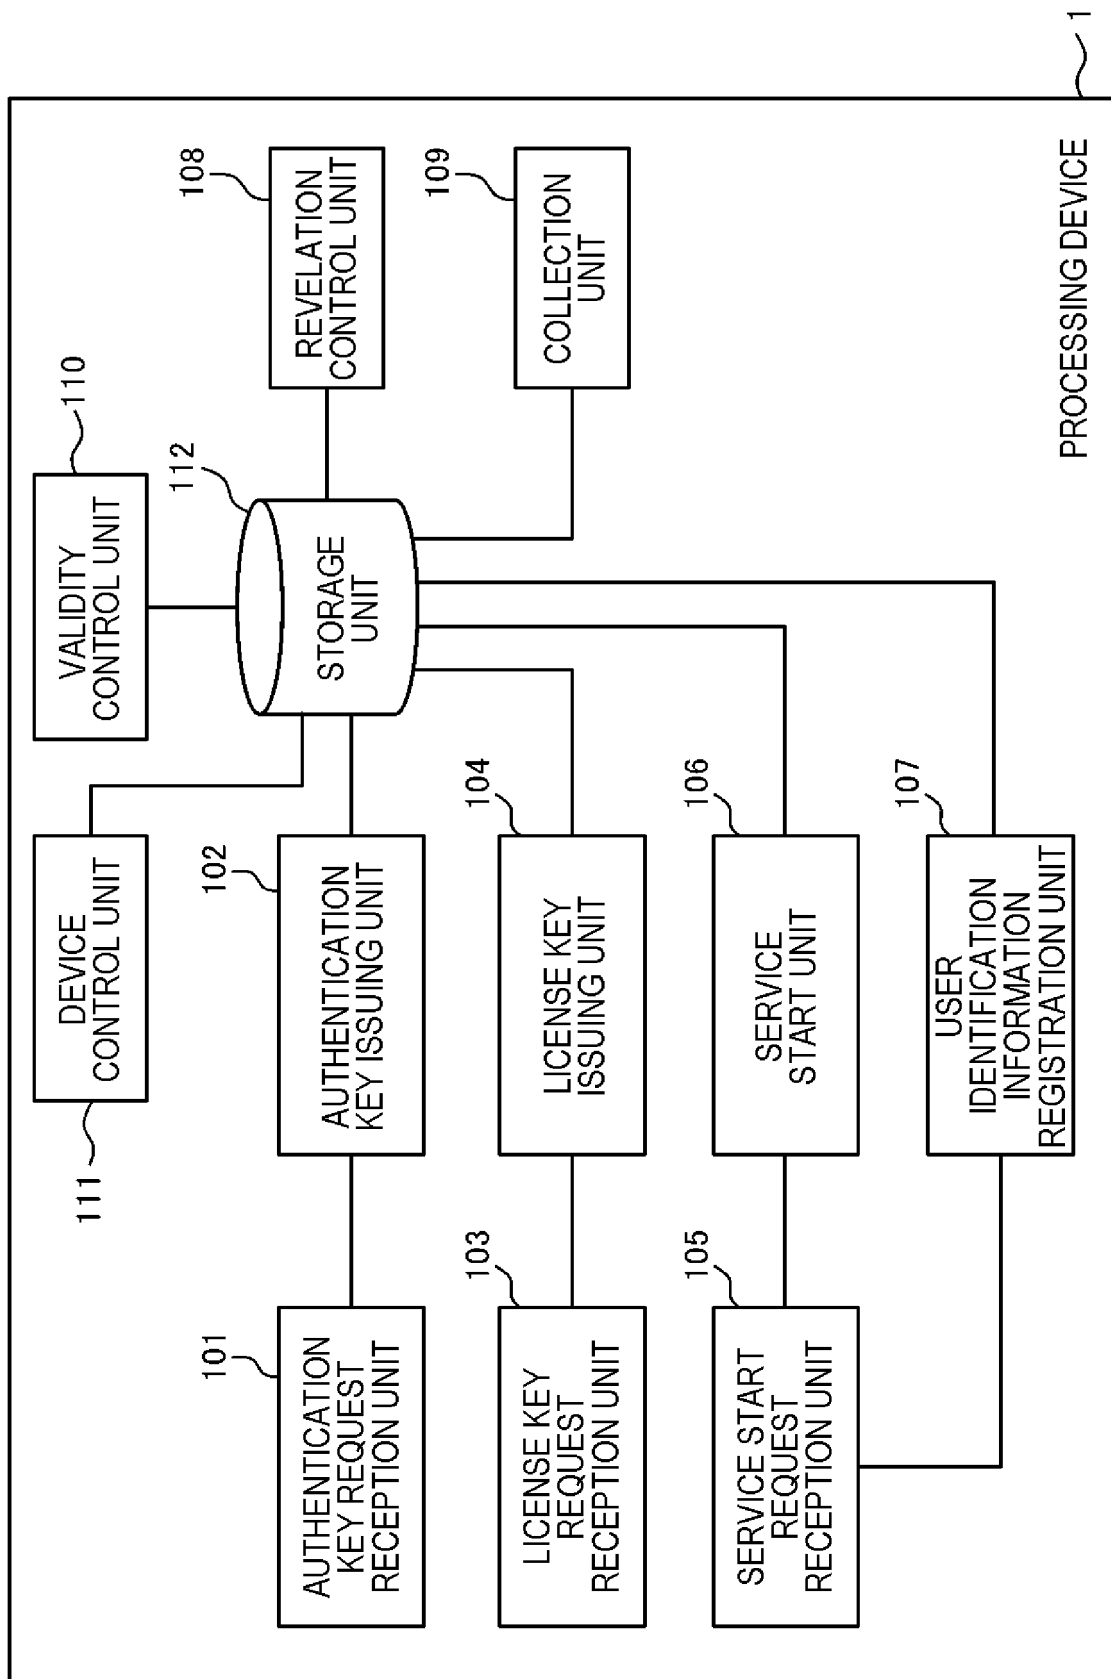 DEVICE
CONTROL UNIT
111
VALIDITY
CONTROL UNIT
110
AUTHENTICATION
KEY REQUEST
RECEPTION UNIT
101
AUTHENTICATION
KEY ISSUING UNIT
102
STORAGE
UNIT
112
REVELATION
CONTROL UNIT
108
LICENSE KEY
REQUEST
RECEPTION UNIT
103
LICENSE KEY
ISSUING UNIT
104
COLLECTION
UNIT
109
SERVICE START
REQUEST
RECEPTION UNIT
105
SERVICE
START UNIT
106
USER
IDENTIFICATION
INFORMATION
REGISTRATION UNIT
107
PROCESSING DEVICE
1